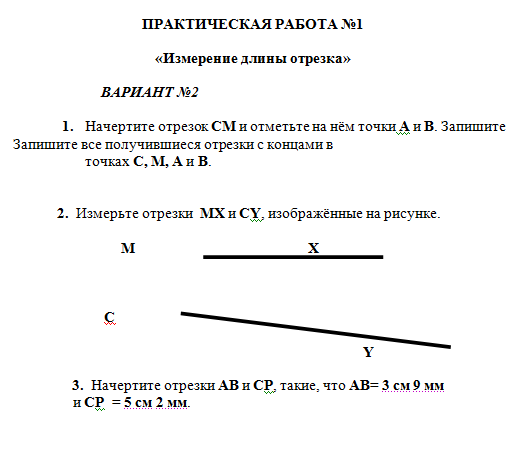 ПРАКТИЧЕСКАЯ РАБОТА №1
«Измерение длины отрезка»
ВАРИАНТ №2
1. Начертите отрезок СМ и отметьте на нём точки А и В. Запишите
Запишите все получившиеся отрезки с концами в
точках С, М, А и В.
2. Измерьте отрезки МХ и СY, изображённые на рисунке.
М Х
С
Y
3. Начертите отрезки АВ и СР, такие, что АВ= 3 см 9 мм
и СР = 5 см 2 мм.